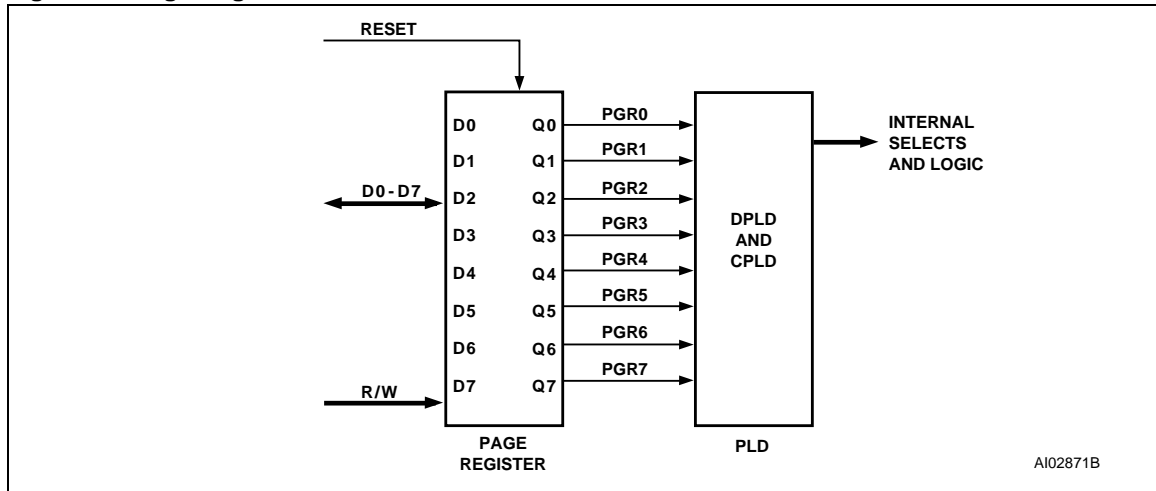 RESET
D0 Q0 PGR0
D1 Q1 PGR1
D0-D7 D2 Q2 PGR2
D3 Q3 PGR3
D4 Q4 PGR4
D5 Q5 PGR5
D6 Q6 PGR6
R/W D7 Q7 PGR7
DPLD
AND
CPLD
INTERNAL
SELECTS
AND LOGIC
PAGE
REGISTER
PLD
AI02871B